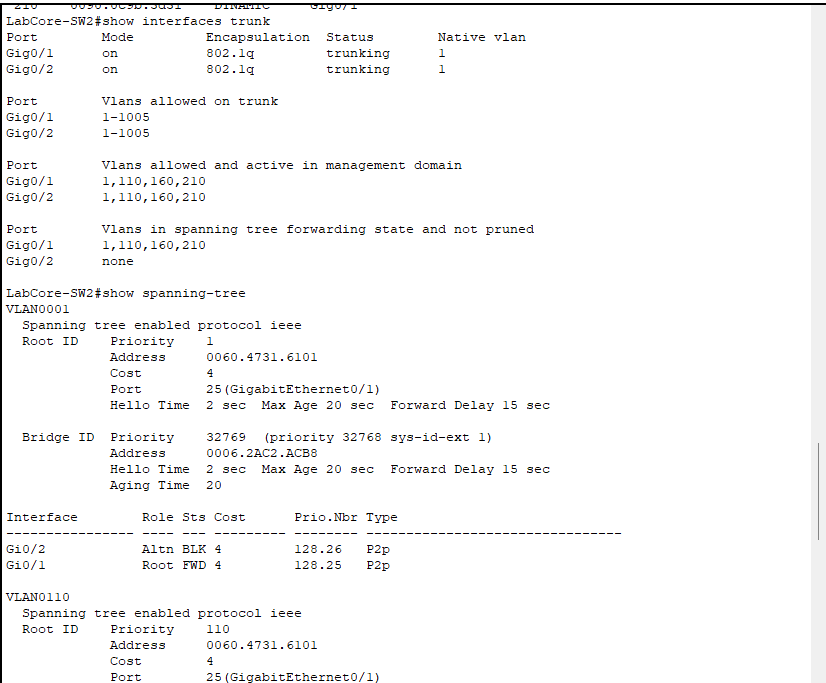 LabCore-SW2#show interfaces trunk
Port        Mode         Encapsulation  Status        Native vlan
Gig0/1      on           802.1q         trunking      1
Gig0/2      on           802.1q         trunking      1

Port        Vlans allowed on trunk
Gig0/1      1-1005
Gig0/2      1-1005

Port        Vlans allowed and active in management domain
Gig0/1      1,110,160,210
Gig0/2      1,110,160,210

Port        Vlans in spanning tree forwarding state and not pruned
Gig0/1      1,110,160,210
Gig0/2      none

LabCore-SW2#show spanning-tree
VLAN0001
  Spanning tree enabled protocol ieee
  Root ID    Priority    1
             Address     0060.4731.6101
             Cost        4
             Port        25(GigabitEthernet0/1)
             Hello Time  2 sec  Max Age 20 sec  Forward Delay 15 sec

  Bridge ID  Priority    32769  (priority 32768 sys-id-ext 1)
             Address     0006.2AC2.ACB8
             Hello Time  2 sec  Max Age 20 sec  Forward Delay 15 sec
             Aging Time  20

Interface        Role Sts Cost      Prio.Nbr Type
---------------- ---- --- --------- -------- --------------------------------
Gi0/2            Altn BLK 4         128.26   P2p
Gi0/1            Root FWD 4         128.25   P2p

VLAN0110
  Spanning tree enabled protocol ieee
  Root ID    Priority    110
             Address     0060.4731.6101
             Cost        4
             Port        25(GigabitEthernet0/1)